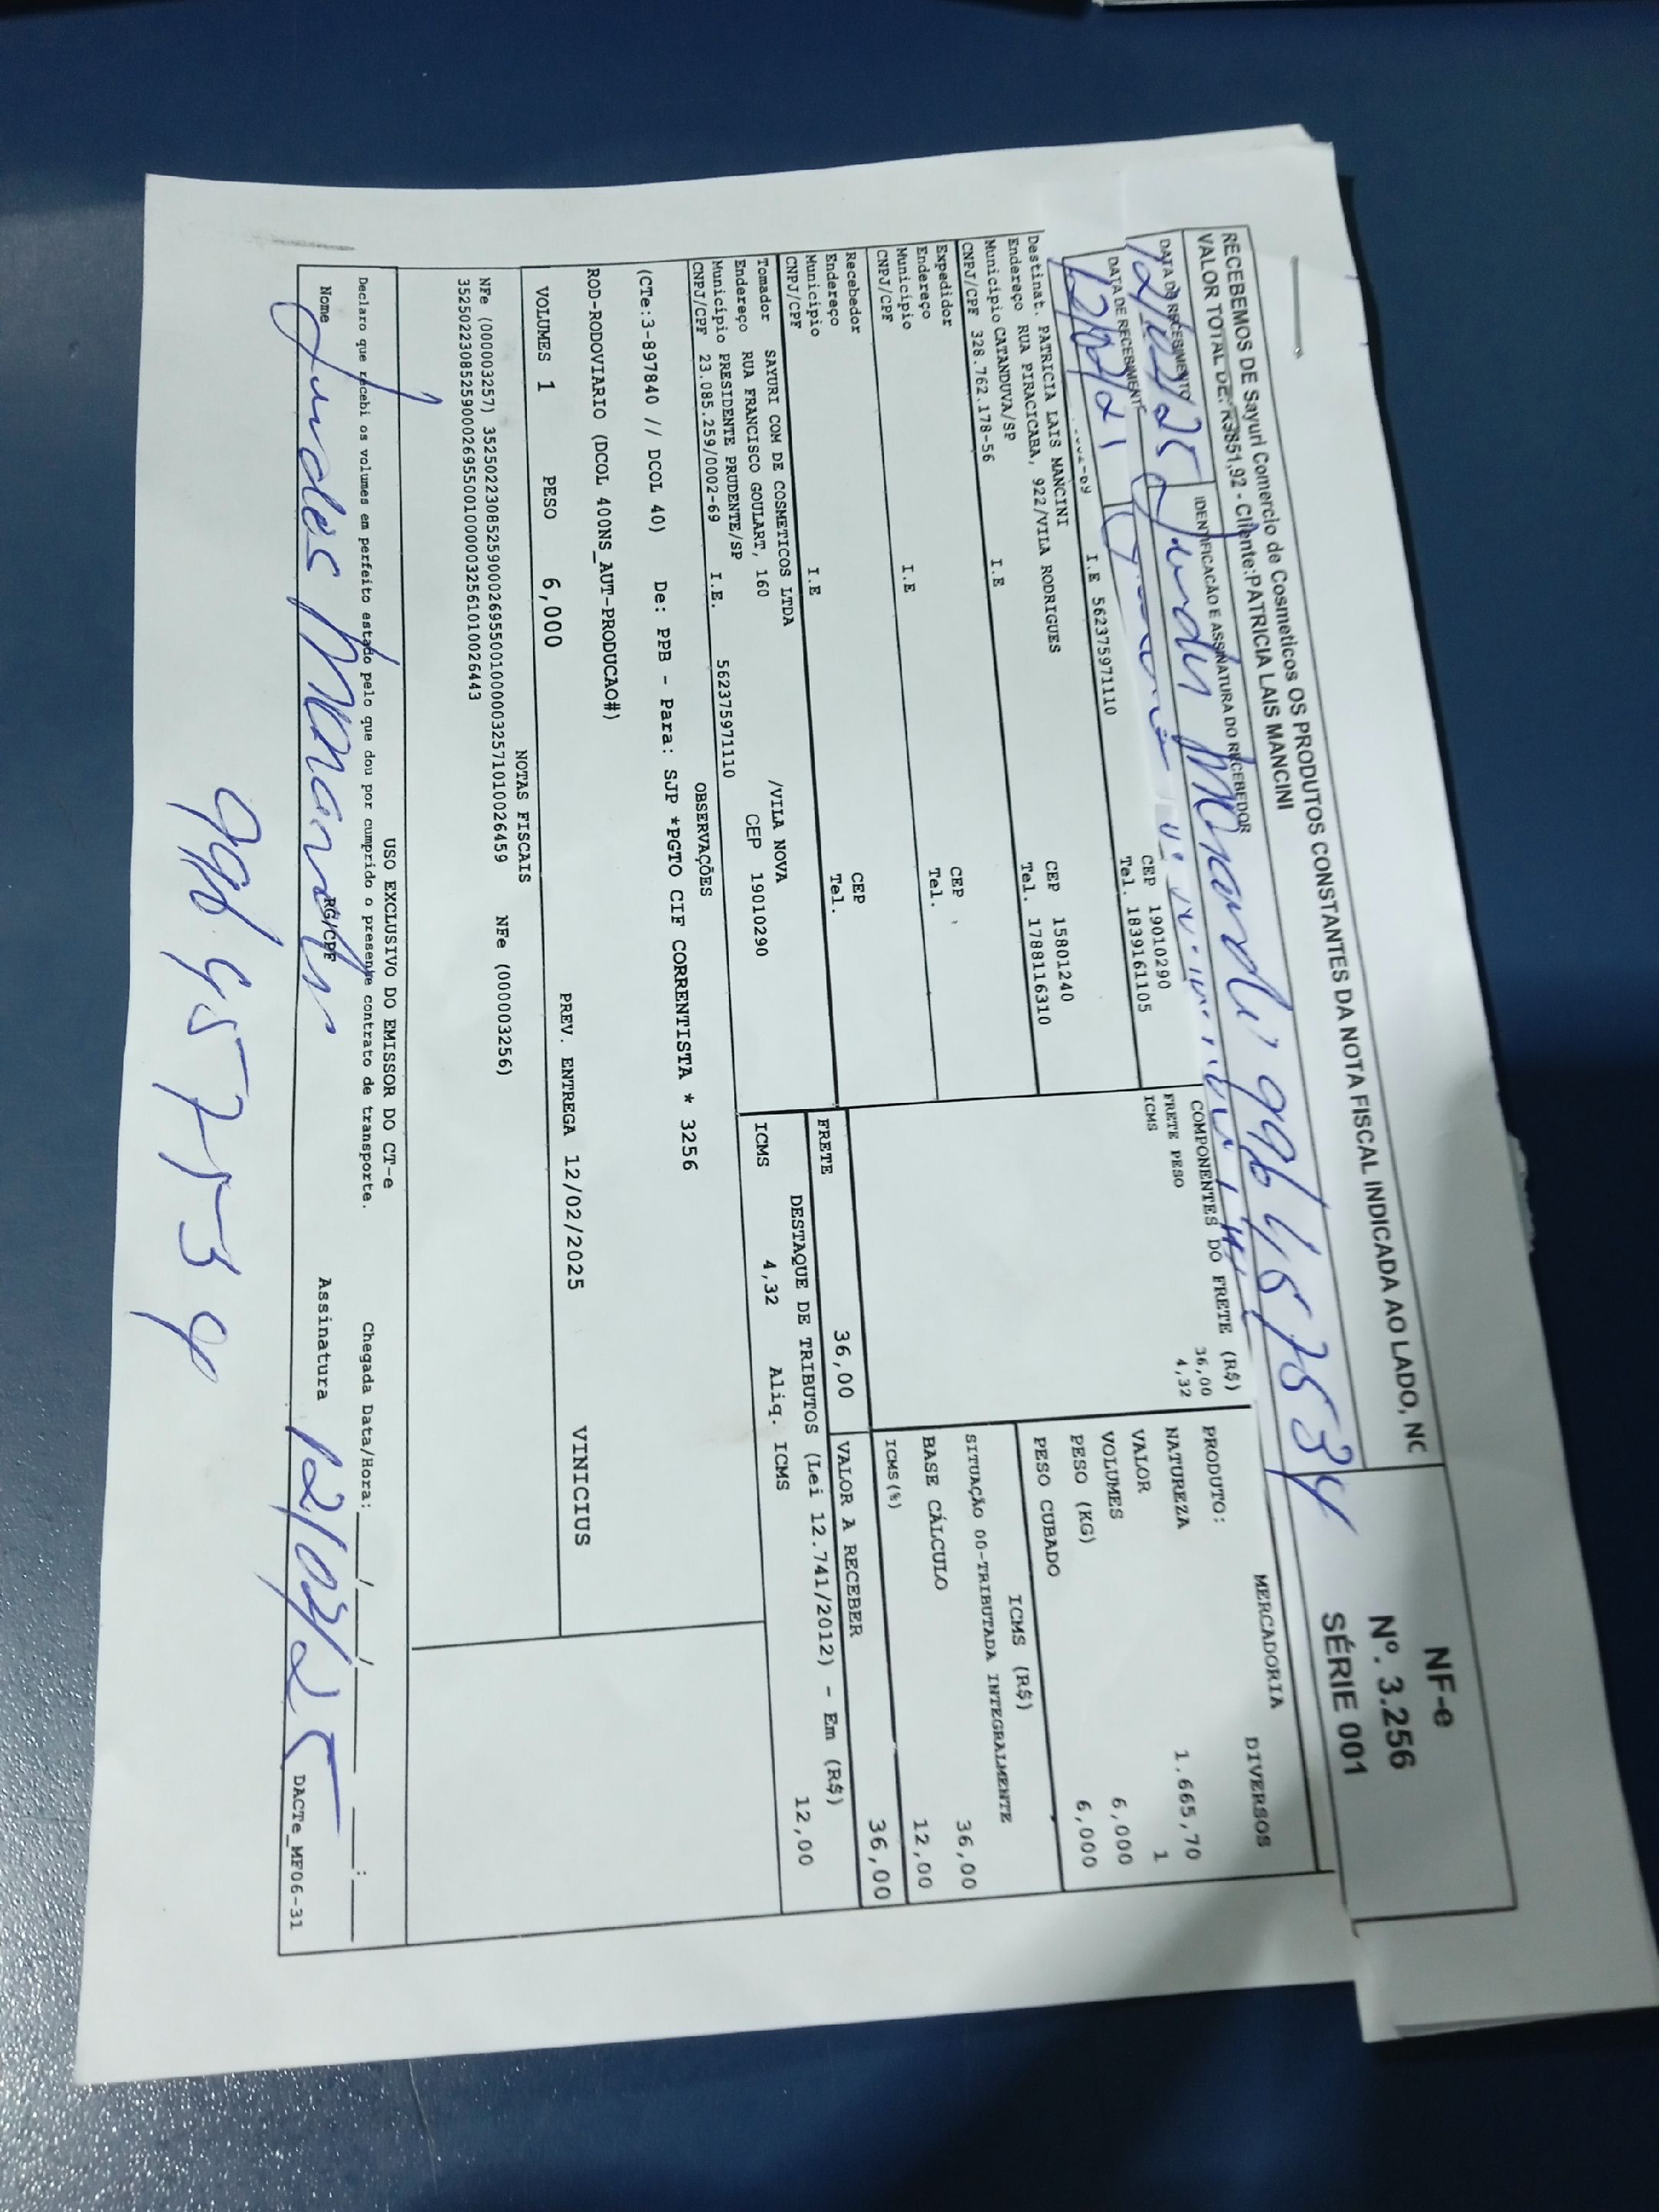 RECEBEMOS DE Sayuri Comercio de Cosmeticos OS PRODUTOS CONSTANTES DA NOTA FISCAL INDICADA AO LADO, NC
VALOR TOTAL DE: R$851,92 - Cliente:PATRICIA LAIS MANCINI
NF-e
Nº. 3.256
SÉRIE 001
DATA DO RECEBIMENTO
IDENTIFICAÇÃO E ASSINATURA DO RECEBEDOR
12/02/25
DATA DE RECEBIMENT
I.E 56237597​1110
CEP 19010290
Tel. 1839161105
Destinat. PATRICIA LAIS MANCINI
Endereço RUA PIRACICABA, 922/VILA RODRIGUES
Município CATANDUVA/SP
CEP 15801240
CNPJ/CPF 328.762.178-56
I.E
Tel. 1788116310
Expedidor
Endereço
Município
CEP
CNPJ/CPF
I.E
Tel.
Recebedor
Endereço
Município
CEP
CNPJ/CPF
I.E
Tel.
Tomador SAYURI COM DE COSMETICOS LTDA
Endereço RUA FRANCISCO GOULART, 160
/VILA NOVA
Município PRESIDENTE PRUDENTE/SP
CEP 19010290
CNPJ/CPF 23.085.259/0002-69
I.E. 562375971110
COMPONENTES DO FRETE (R$)
FRETE PESO 36,00
ICMS 4,32
MERCADORIA
PRODUTO: DIVERSOS
NATUREZA
VALOR 1.665,70
VOLUMES 1
PESO (KG) 6,000
PESO CUBADO 6,000
ICMS (R$)
SITUAÇÃO 00-TRIBUTADA INTEGRALMENTE
BASE CÁLCULO 36,00
ICMS(%) 12,00
FRETE 36,00
VALOR A RECEBER 36,00
DESTAQUE DE TRIBUTOS (Lei 12.741/2012) - Em (R$)
ICMS 4,32 Aliq. ICMS 12,00
OBSERVAÇÕES
(CTe:3-897840 // DCOL 40) De: PPB - Para: SJP *PGTO CIF CORRENTISTA * 3256
ROD-RODOVIARIO (DCOL 400NS_AUT-PRODUCAO#)
VOLUMES 1 PESO 6,000 PREV. ENTREGA 12/02/2025 VINICIUS
NOTAS FISCAIS
NFe (000003257) 35250223085259000269550010000032571010026459 NFe (000003256)
35250223085259000269550010000032561010026443
USO EXCLUSIVO DO EMISSOR DO CT-e
Declaro que recebi os volumes em perfeito estado pelo que dou por cumprido o presente contrato de transporte. Chegada Data/Hora: ____/____/____ ____:____
Nome
RG/CPF
Assinatura
12/02/25
DACTe_MF06-31